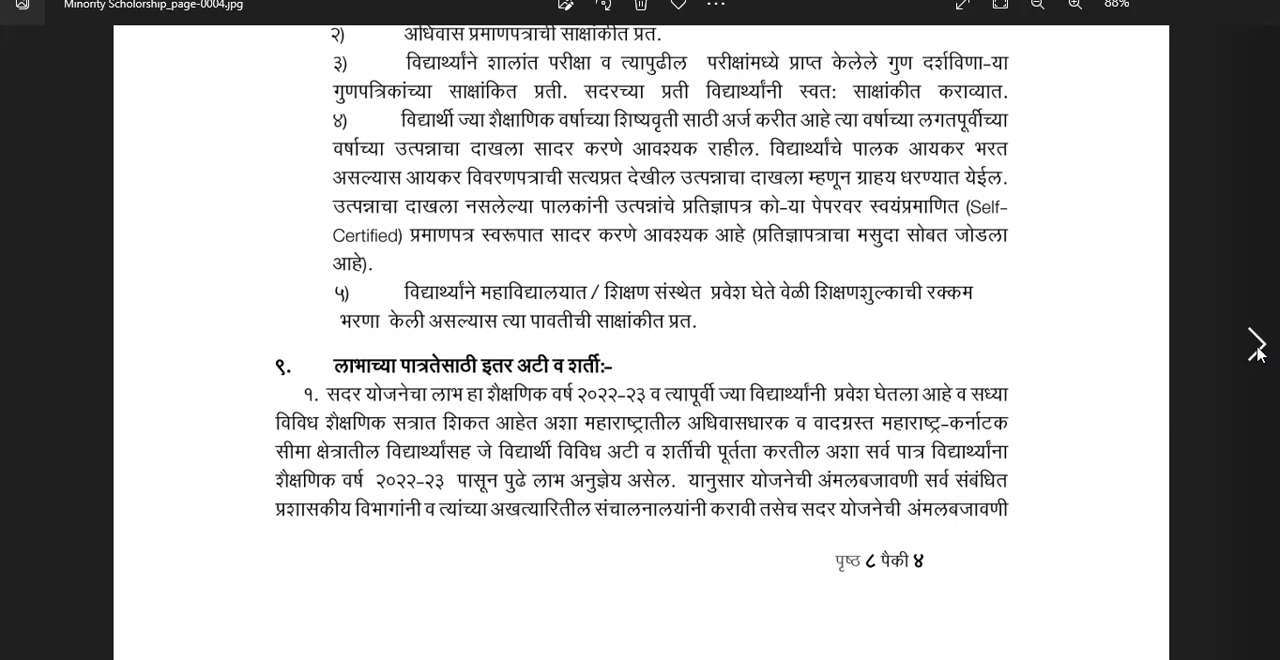 Minority Scholorship_page-0004.jpg
88%
२) अधिवास प्रमाणपत्राची साक्षांकीत प्रत.
३) विद्यार्थ्याने शालांत परीक्षा व त्यापुढील परीक्षांमध्ये प्राप्त केलेले गुण दर्शविणा-या
गुणपत्रिकांच्या साक्षांकित प्रती. सदरच्या प्रती विद्यार्थ्यांनी स्वत: साक्षांकीत कराव्यात.
४) विद्यार्थी ज्या शैक्षाणिक वर्षाच्या शिष्यवृती साठी अर्ज करीत आहे त्या वर्षाच्या लगतपूर्वीच्या
वर्षाच्या उत्पन्नाचा दाखला सादर करणे आवश्यक राहील. विद्यार्थ्यांचे पालक आयकर भरत
असल्यास आयकर विवरणपत्राची सत्यप्रत देखील उत्पन्नाचा दाखला म्हणून ग्राहय धरण्यात येईल.
उत्पन्नाचा दाखला नसलेल्या पालकांनी उत्पन्नांचे प्रतिज्ञापत्र को-या पेपरवर स्वयंप्रमाणित (Self-
Certified) प्रमाणपत्र स्वरूपात सादर करणे आवश्यक आहे (प्रतिज्ञापत्राचा मसुदा सोबत जोडला
आहे).
५) विद्यार्थ्याने महाविद्यालयात / शिक्षण संस्थेत प्रवेश घेते वेळी शिक्षणशुल्काची रक्कम
भरणा केली असल्यास त्या पावतीची साक्षांकीत प्रत.
९. लाभाच्या पात्रतेसाठी इतर अटी व शर्ती:-
१. सदर योजनेचा लाभ हा शैक्षणिक वर्ष २०२२-२३ व त्यापूर्वी ज्या विद्यार्थ्यांनी प्रवेश घेतला आहे व सध्या
विविध शैक्षणिक सत्रात शिकत आहेत अशा महाराष्ट्रातील अधिवासधारक व वादग्रस्त महाराष्ट्र-कर्नाटक
सीमा क्षेत्रातील विद्यार्थ्यांसह जे विद्यार्थी विविध अटी व शर्तीची पूर्तता करतील अशा सर्व पात्र विद्यार्थ्यांना
शैक्षणिक वर्ष २०२२-२३ पासून पुढे लाभ अनुज्ञेय असेल. यानुसार योजनेची अंमलबजावणी सर्व संबंधित
प्रशासकीय विभागांनी व त्यांच्या अखत्यारितील संचालनालयांनी करावी तसेच सदर योजनेची अंमलबजावणी
पृष्ठ ८ पैकी ४